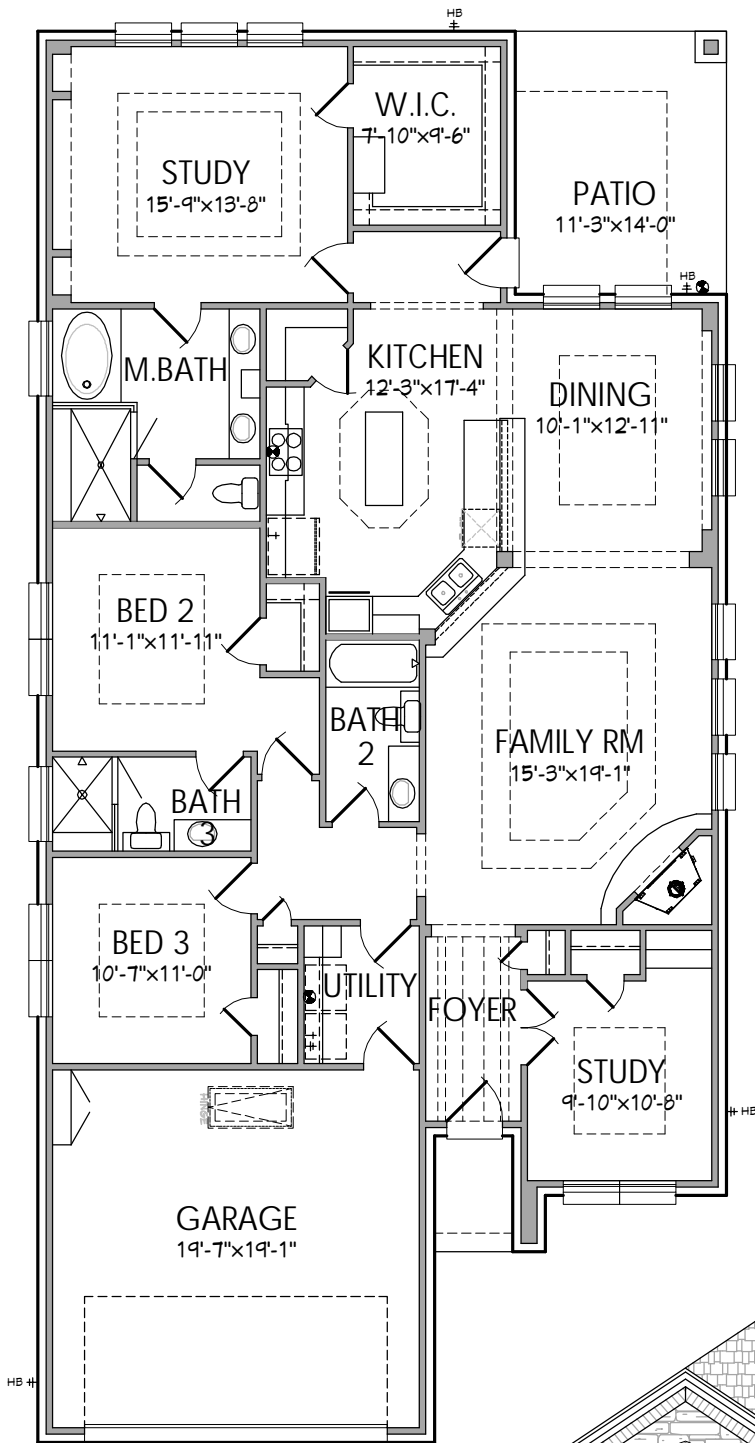 HB
W.I.C.
7'-10"x9'-6"
STUDY
15'-9"x13'-8"
PATIO
11'-3"x14'-0"
HB
KITCHEN
12'-3"x17'-4"
M.BATH
DINING
10'-1"x12'-11"
BED 2
11'-1"x11'-11"
BATH
2
FAMILY RM
15'-3"x19'-1"
BATH
3
BED 3
10'-7"x11'-0"
UTILITY
FOYER
STUDY
9'-10"x10'-8"
HINGE
HB
GARAGE
19'-7"x19'-1"
HB